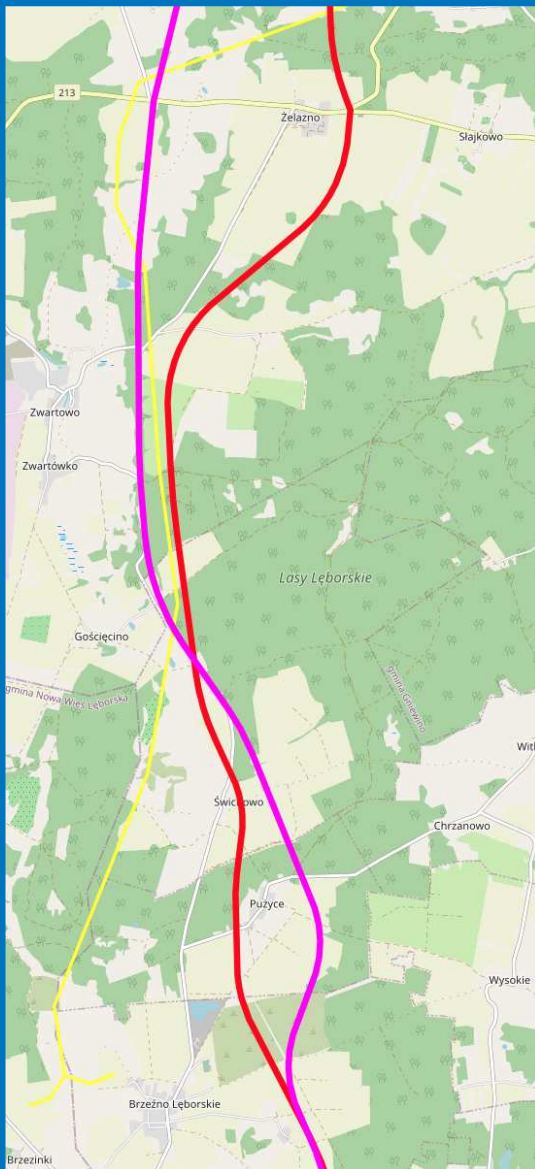 213
Żelazno
Słajkowo
Zwartowo
Zwartówko
Lasy Lęborskie
Gościęcino
gmina Nowa Wieś Lęborska
gmina Gniewino
Świchowo
Chrzanowo
Pużyce
Wysokie
Brzeźno Lęborskie
Brzezinki